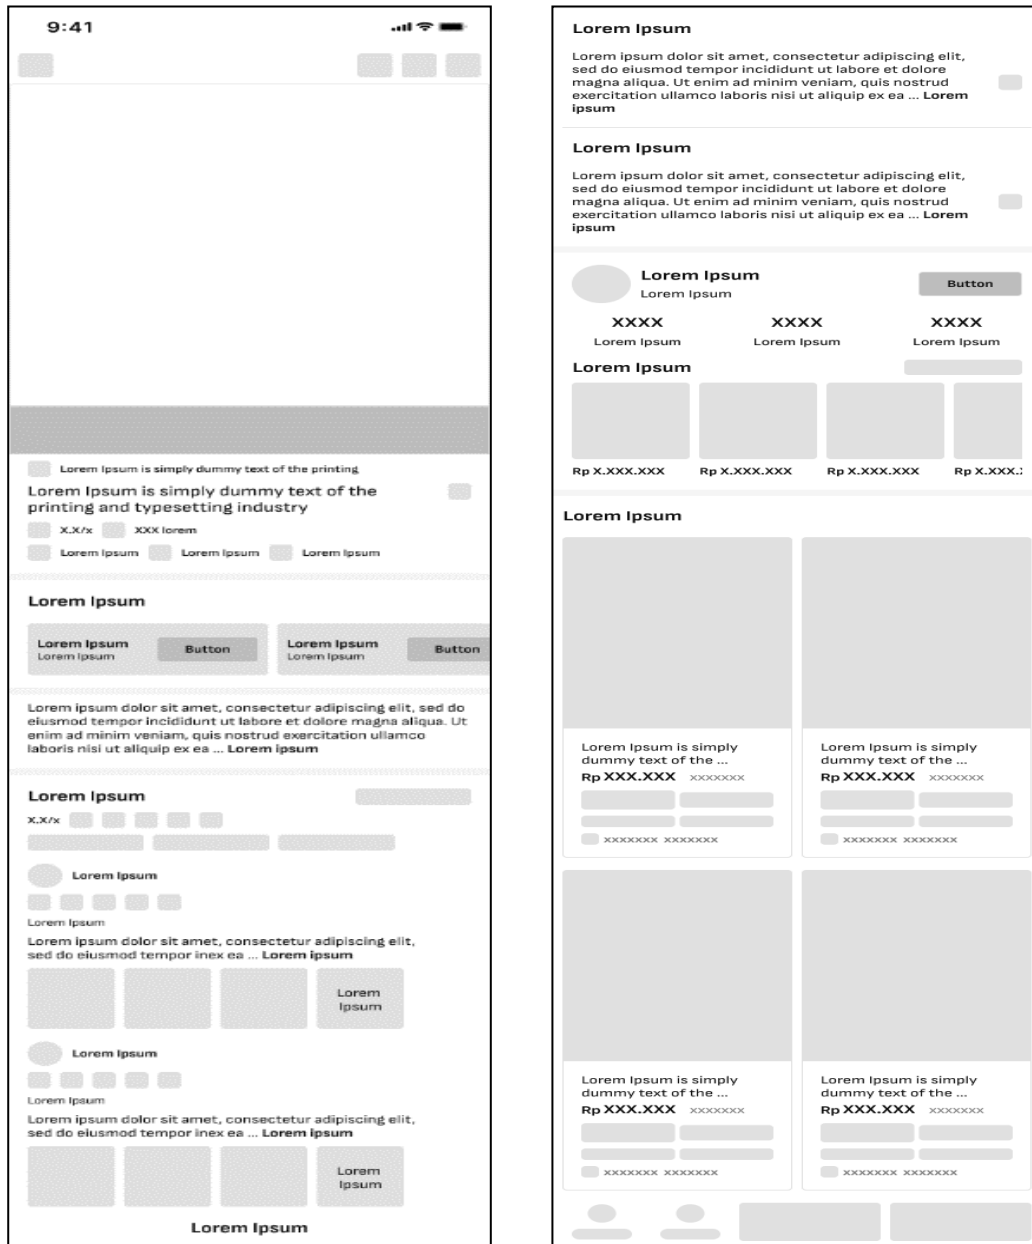 9:41
Lorem Ipsum is simply dummy text of the printing
Lorem Ipsum is simply dummy text of the
printing and typesetting industry
X.X/x XXX lorem
Lorem Ipsum Lorem Ipsum Lorem Ipsum
Lorem Ipsum
Lorem Ipsum
Lorem Ipsum
Button
Lorem Ipsum
Lorem Ipsum
Button
Lorem ipsum dolor sit amet, consectetur adipiscing elit, sed do
eiusmod tempor incididunt ut labore et dolore magna aliqua. Ut
enim ad minim veniam, quis nostrud exercitation ullamco
laboris nisi ut aliquip ex ea ... Lorem ipsum
Lorem Ipsum
X.X/x
Lorem Ipsum
Lorem Ipsum
Lorem ipsum dolor sit amet, consectetur adipiscing elit,
sed do eiusmod tempor inex ea ... Lorem ipsum
Lorem
Ipsum
Lorem Ipsum
Lorem Ipsum
Lorem ipsum dolor sit amet, consectetur adipiscing elit,
sed do eiusmod tempor inex ea ... Lorem ipsum
Lorem
Ipsum
Lorem Ipsum
Lorem Ipsum
Lorem ipsum dolor sit amet, consectetur adipiscing elit,
sed do eiusmod tempor incididunt ut labore et dolore
magna aliqua. Ut enim ad minim veniam, quis nostrud
exercitation ullamco laboris nisi ut aliquip ex ea ... Lorem
ipsum
Lorem Ipsum
Lorem ipsum dolor sit amet, consectetur adipiscing elit,
sed do eiusmod tempor incididunt ut labore et dolore
magna aliqua. Ut enim ad minim veniam, quis nostrud
exercitation ullamco laboris nisi ut aliquip ex ea ... Lorem
ipsum
Lorem Ipsum
Lorem Ipsum
Button
XXXX XXXX XXXX
Lorem Ipsum Lorem Ipsum Lorem Ipsum
Lorem Ipsum
Rp X.XXX.XXX Rp X.XXX.XXX Rp X.XXX.XXX Rp X.XXX.
Lorem Ipsum
Lorem Ipsum is simply
dummy text of the ...
Rp XXX.XXX xxxxxxx
xxxxxxx xxxxxxx
Lorem Ipsum is simply
dummy text of the ...
Rp XXX.XXX xxxxxxx
xxxxxxx xxxxxxx
Lorem Ipsum is simply
dummy text of the ...
Rp XXX.XXX xxxxxxx
xxxxxxx xxxxxxx
Lorem Ipsum is simply
dummy text of the ...
Rp XXX.XXX xxxxxxx
xxxxxxx xxxxxxx